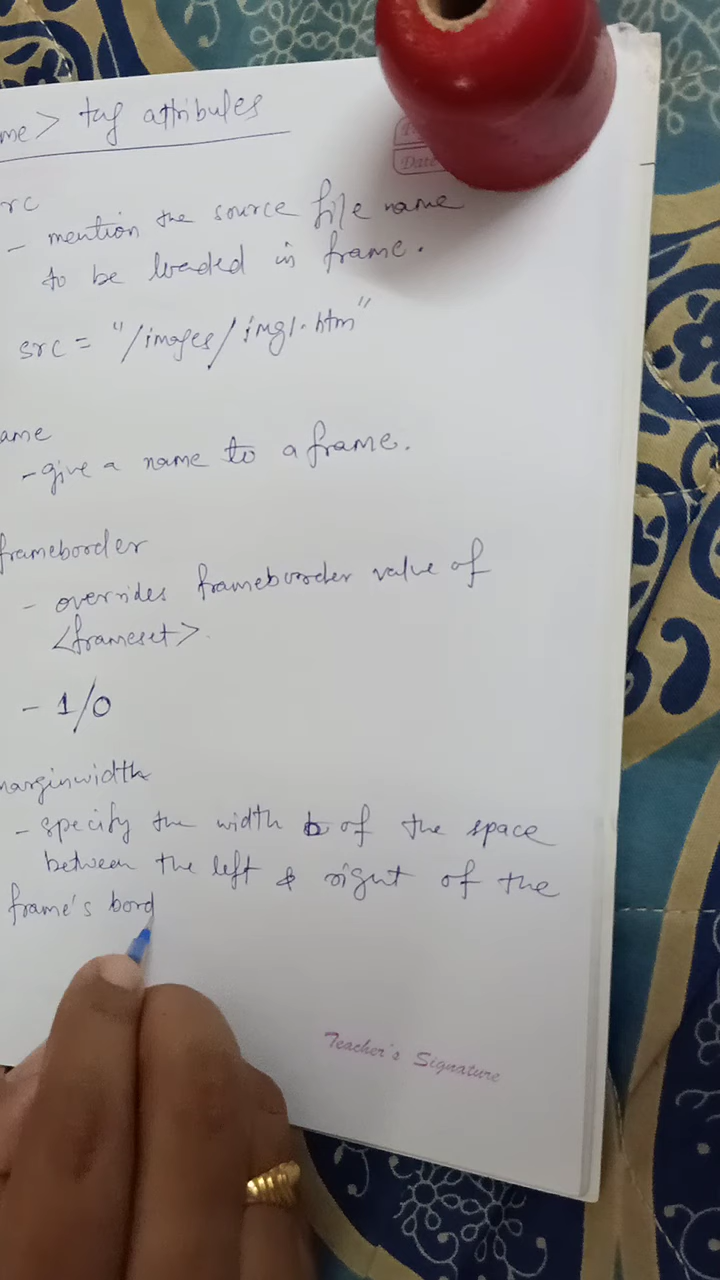 me> tag attributes
Date
rc
- mention the source file name
to be loaded in frame.
src = "/images/img1.htm"
ame
- give a name to a frame.
frameborder
- overrides frameborder value of
<frameset>.
- 1/0
marginwidth
- specify the width of the space
between the left & right of the
frame's bord
Teacher's Signature